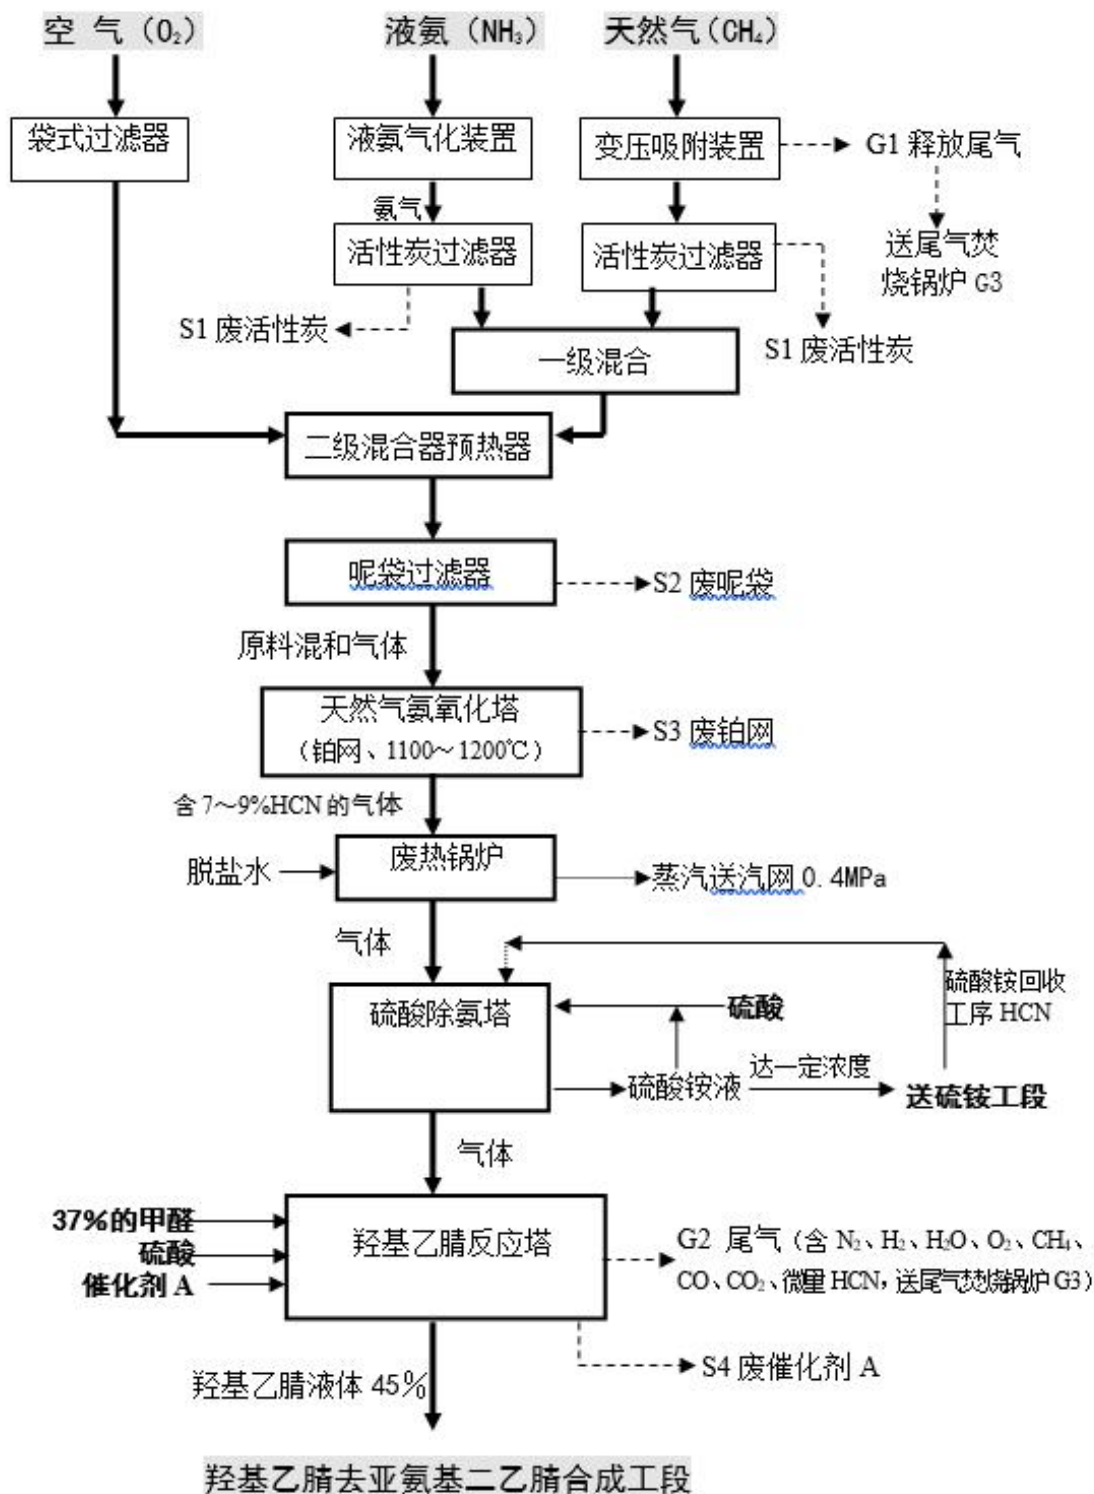 空 气（O₂）
液氨（NH₃）
天然气（CH₄）
袋式过滤器
液氨气化装置
变压吸附装置
G1 释放尾气
氨气
活性炭过滤器
活性炭过滤器
送尾气焚
烧锅炉 G3
S1 废活性炭
S1 废活性炭
一级混合
二级混合器预热器
呢袋过滤器
S2 废呢袋
原料混和气体
天然气氨氧化塔
（铂网、1100～1200℃）
S3 废铂网
含 7～9%HCN 的气体
脱盐水
废热锅炉
蒸汽送汽网 0.4MPa
气体
硫酸铵回收
工序 HCN
硫酸除氨塔
硫酸
硫酸铵液
达一定浓度
送硫铵工段
气体
37%的甲醛
硫酸
催化剂 A
羟基乙腈反应塔
G2 尾气（含 N₂、H₂、H₂O、O₂、CH₄、
CO、CO₂、微量 HCN，送尾气焚烧锅炉 G3）
S4 废催化剂 A
羟基乙腈液体 45%
羟基乙腈去亚氨基二乙腈合成工段